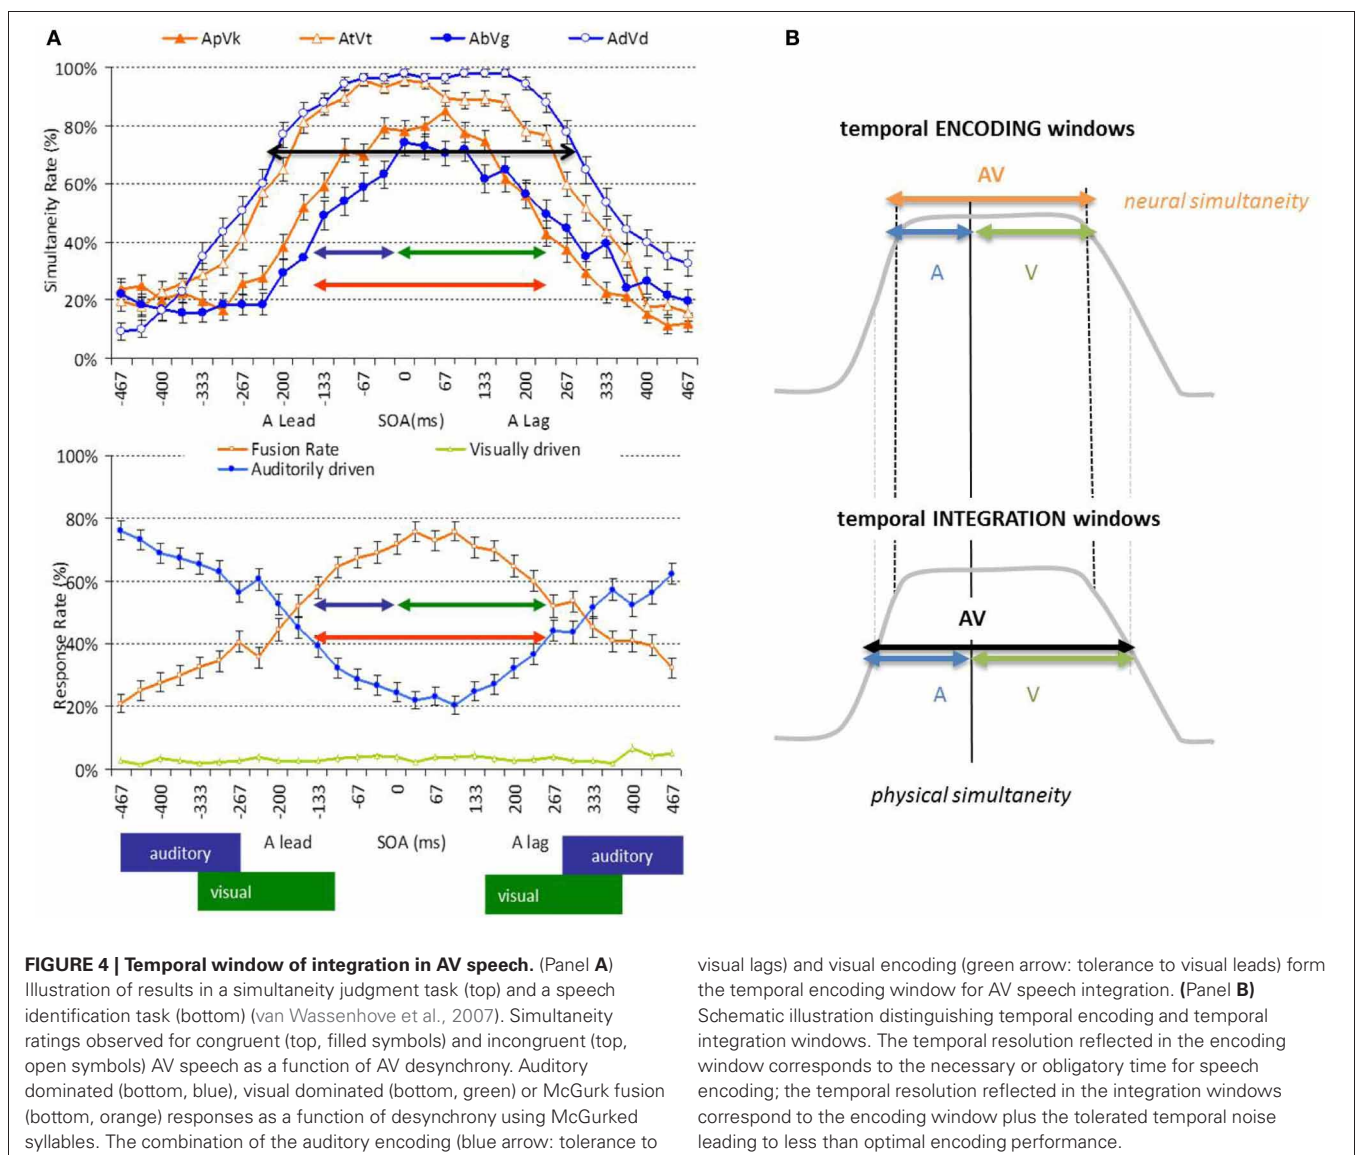 A
ApVk AtVt AbVg AdVd
100%
80%
60%
40%
20%
0%
Simultaneity Rate (%)
-467 -400 -333 -267 -200 -133 -67 0 67 133 200 267 333 400 467
A Lead SOA(ms) A Lag
Fusion Rate Visually driven
Auditorily driven
100%
80%
60%
40%
20%
0%
Response Rate (%)
-467 -400 -333 -267 -200 -133 -67 0 67 133 200 267 333 400 467
A lead SOA (ms) A lag
auditory auditory
visual visual
B
temporal ENCODING windows
AV
neural simultaneity
A V
temporal INTEGRATION windows
AV
A V
physical simultaneity
FIGURE 4 | Temporal window of integration in AV speech. (Panel A)
Illustration of results in a simultaneity judgment task (top) and a speech
identification task (bottom) (van Wassenhove et al., 2007). Simultaneity
ratings observed for congruent (top, filled symbols) and incongruent (top,
open symbols) AV speech as a function of AV desynchrony. Auditory
dominated (bottom, blue), visual dominated (bottom, green) or McGurk fusion
(bottom, orange) responses as a function of desynchrony using McGurked
syllables. The combination of the auditory encoding (blue arrow: tolerance to
visual lags) and visual encoding (green arrow: tolerance to visual leads) form
the temporal encoding window for AV speech integration. (Panel B)
Schematic illustration distinguishing temporal encoding and temporal
integration windows. The temporal resolution reflected in the encoding
window corresponds to the necessary or obligatory time for speech
encoding; the temporal resolution reflected in the integration windows
correspond to the encoding window plus the tolerated temporal noise
leading to less than optimal encoding performance.